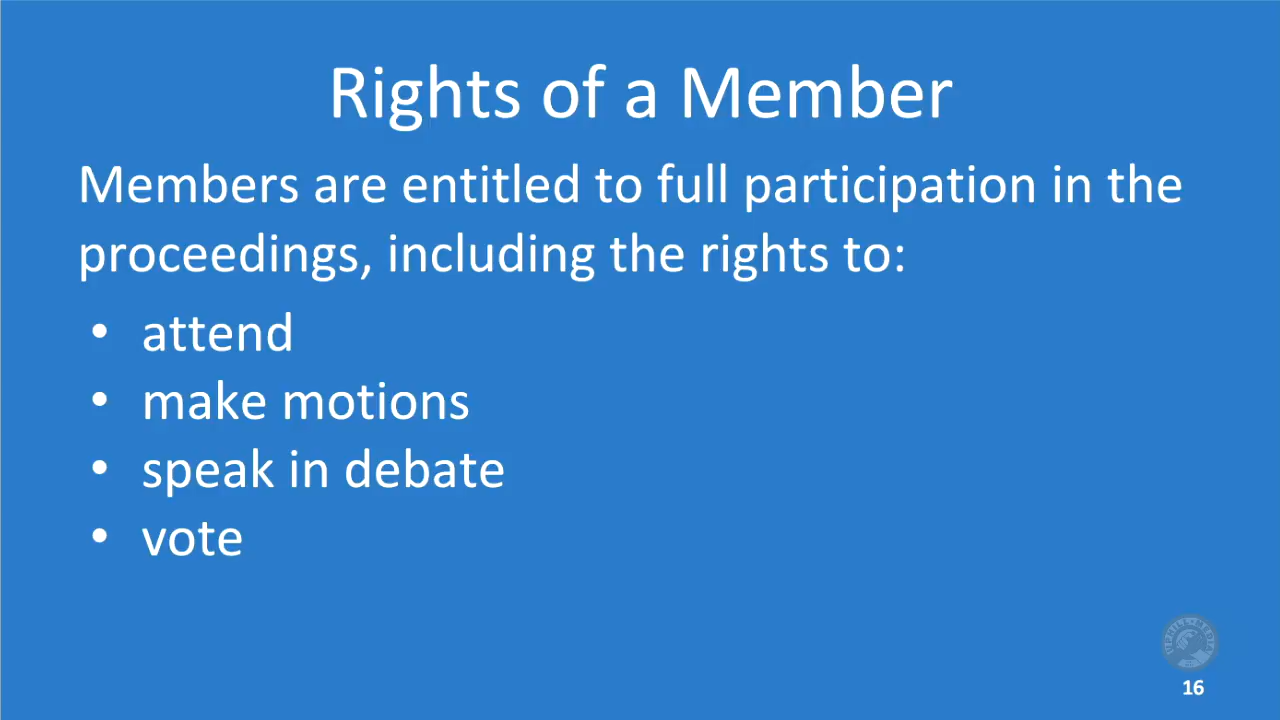 Rights of a Member
Members are entitled to full participation in the
proceedings, including the rights to:
• attend
• make motions
• speak in debate
• vote
16